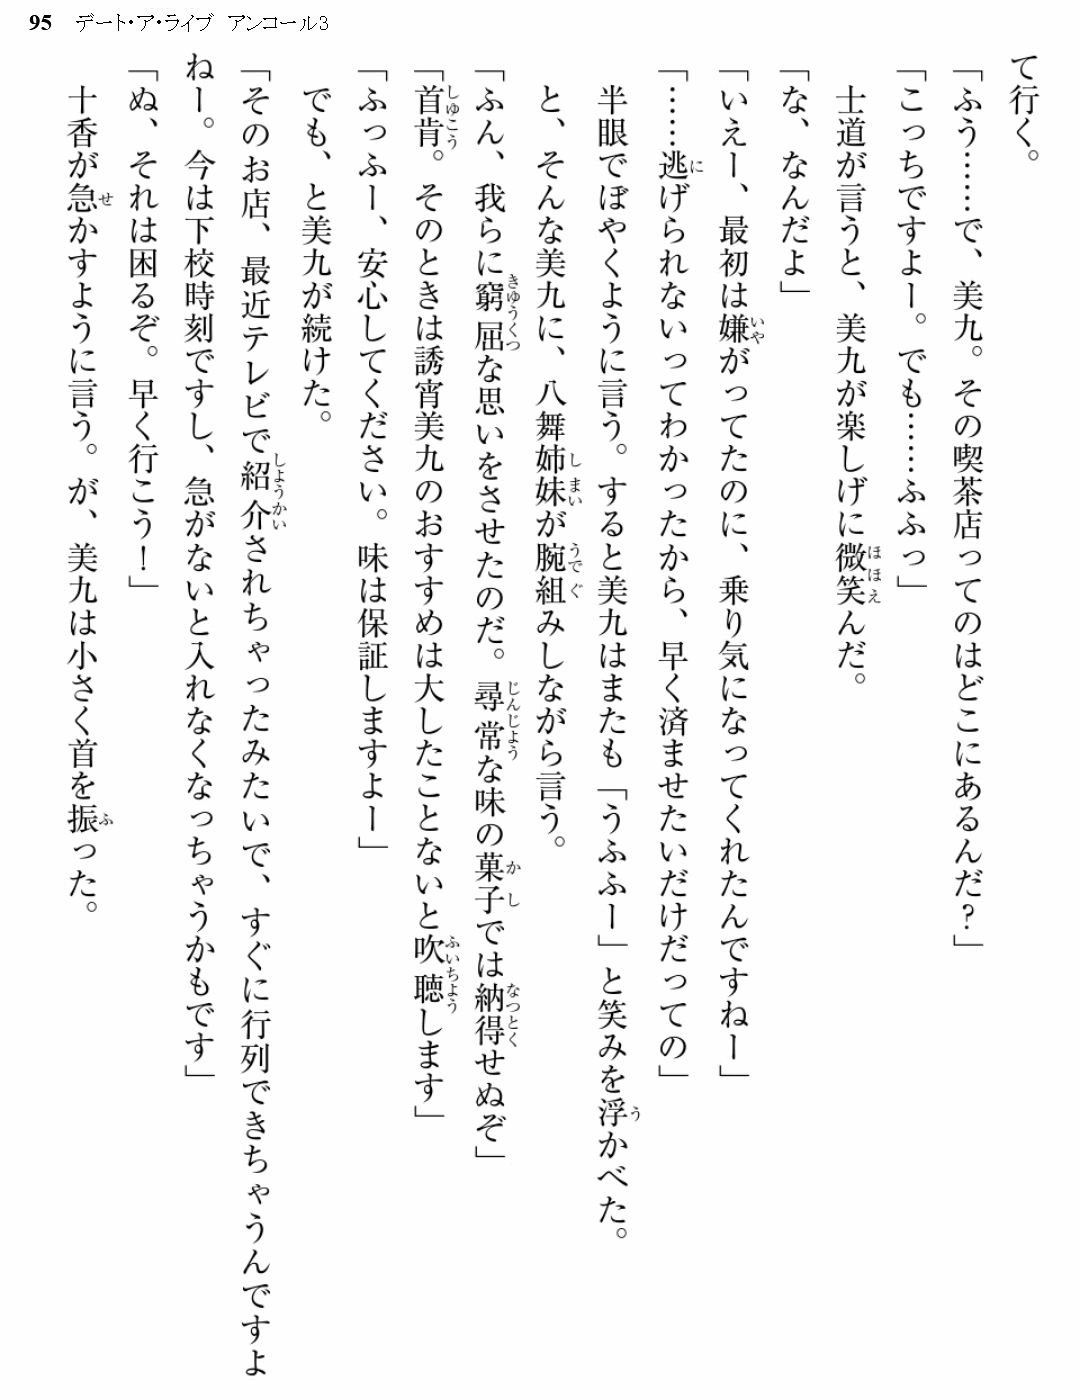 95 デート・ア・ライブ アンコール3
て行く。
「ふう……で、美九。その喫茶店ってのはどこにあるんだ?」
「こっちですよー。でも……ふふっ」
士道が言うと、美九が楽しげに微笑んだ。
「な、なんだよ」
「いえー、最初は嫌がってたのに、乗り気になってくれたんですねー」
「……逃げられないってわかったから、早く済ませたいだけだっての」
半眼でぼやくように言う。すると美九はまたも「うふふー」と笑みを浮かべた。
と、そんな美九に、八舞姉妹が腕組みしながら言う。
「ふん、我らに窮屈な思いをさせたのだ。尋常な味の菓子では納得せぬぞ」
「首肯。そのときは誘宵美九のおすすめは大したことないと吹聴します」
「ふっふー、安心してください。味は保証しますよー」
でも、と美九が続けた。
「そのお店、最近テレビで紹介されちゃったみたいで、すぐに行列できちゃうんですよ
ねー。今は下校時刻ですし、急がないと入れなくなっちゃうかもです」
「ぬ、それは困るぞ。早く行こう!」
十香が急かすように言う。が、美九は小さく首を振った。